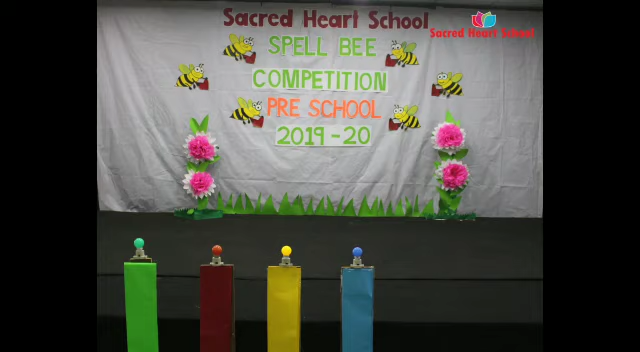 Sacred Heart School
Sacred Heart School
SPELL BEE
COMPETITION
PRE SCHOOL
2019-20